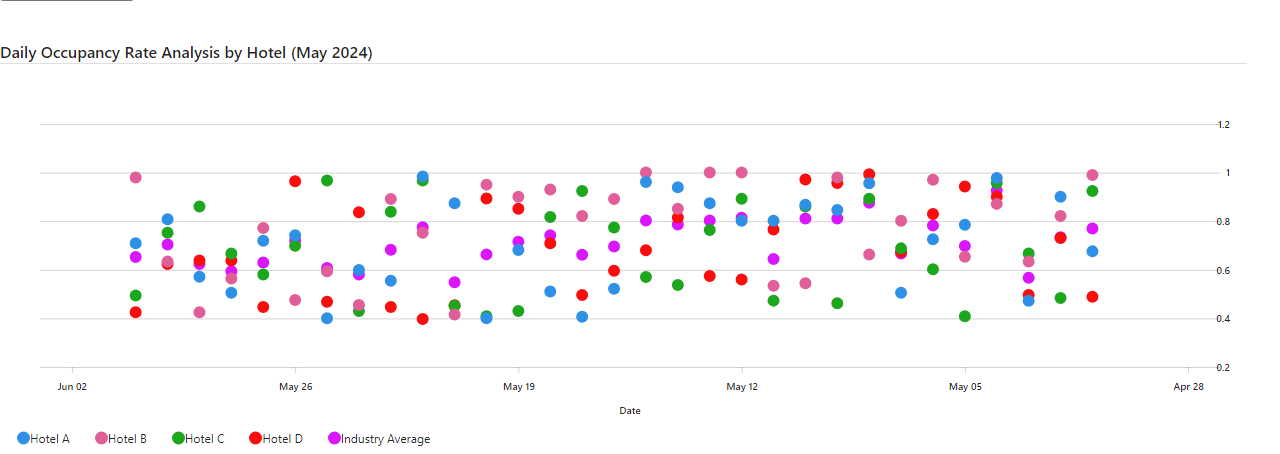 Daily Occupancy Rate Analysis by Hotel (May 2024)
1.2
1
0.8
0.6
0.4
0.2
Jun 02 May 26 May 19 May 12 May 05 Apr 28
Date
Hotel A Hotel B Hotel C Hotel D Industry Average